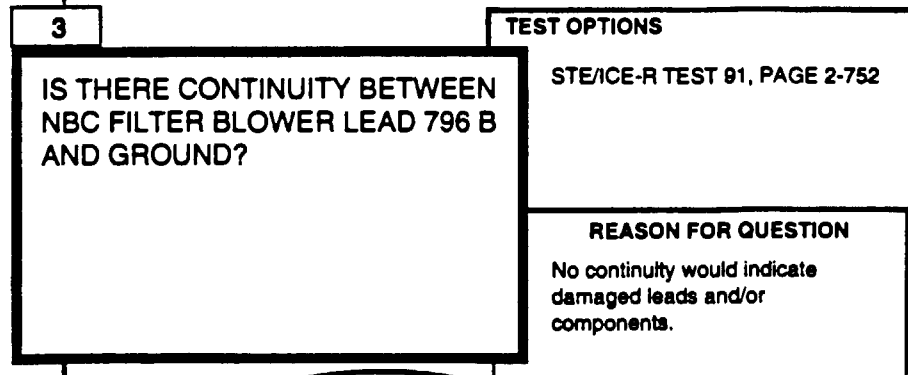 3
IS THERE CONTINUITY BETWEEN
NBC FILTER BLOWER LEAD 796 B
AND GROUND?
TEST OPTIONS
STE/ICE-R TEST 91, PAGE 2-752
REASON FOR QUESTION
No continuity would indicate
damaged leads and/or
components.